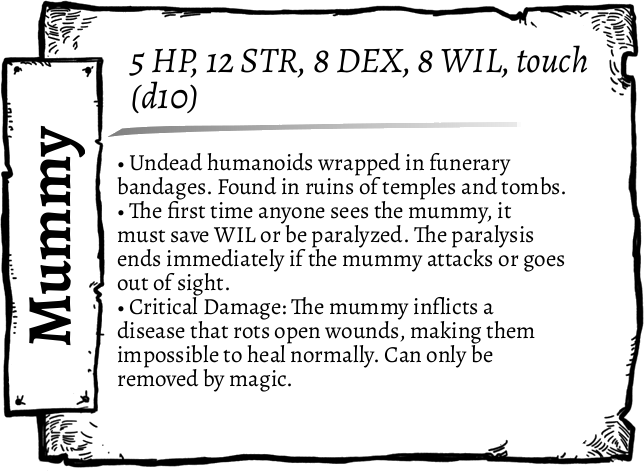 Mummy
5 HP, 12 STR, 8 DEX, 8 WIL, touch
(d10)
• Undead humanoids wrapped in funerary
bandages. Found in ruins of temples and tombs.
• The first time anyone sees the mummy, it
must save WIL or be paralyzed. The paralysis
ends immediately if the mummy attacks or goes
out of sight.
• Critical Damage: The mummy inflicts a
disease that rots open wounds, making them
impossible to heal normally. Can only be
removed by magic.